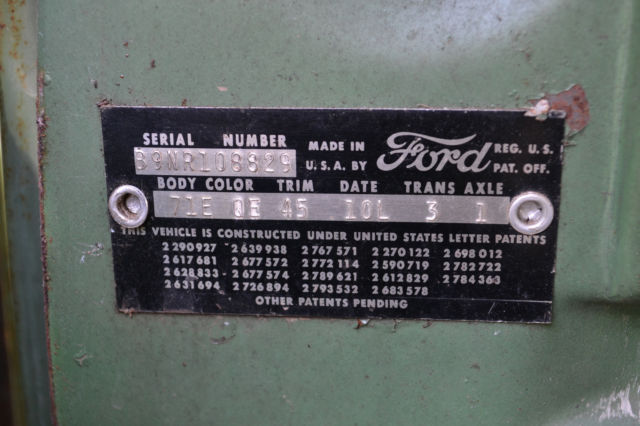 SERIAL NUMBER
MADE IN
U.S.A. BY
Ford
REG. U.S.
PAT. OFF.
B9NR108829
BODY COLOR TRIM DATE TRANS AXLE
71E 45 10L 3 1
THIS VEHICLE IS CONSTRUCTED UNDER UNITED STATES LETTER PATENTS
2 290 927 - 2 639 938 2 767 571 2 270 122 2 698 012
2 617 681 - 2 677 572 2 772 114 2 590 719 2 782 722
2 628 833 - 2 677 574 2 789 621 2 612 829 2 784 363
2 631 694 2 726 894 2 793 532 2 683 578
OTHER PATENTS PENDING